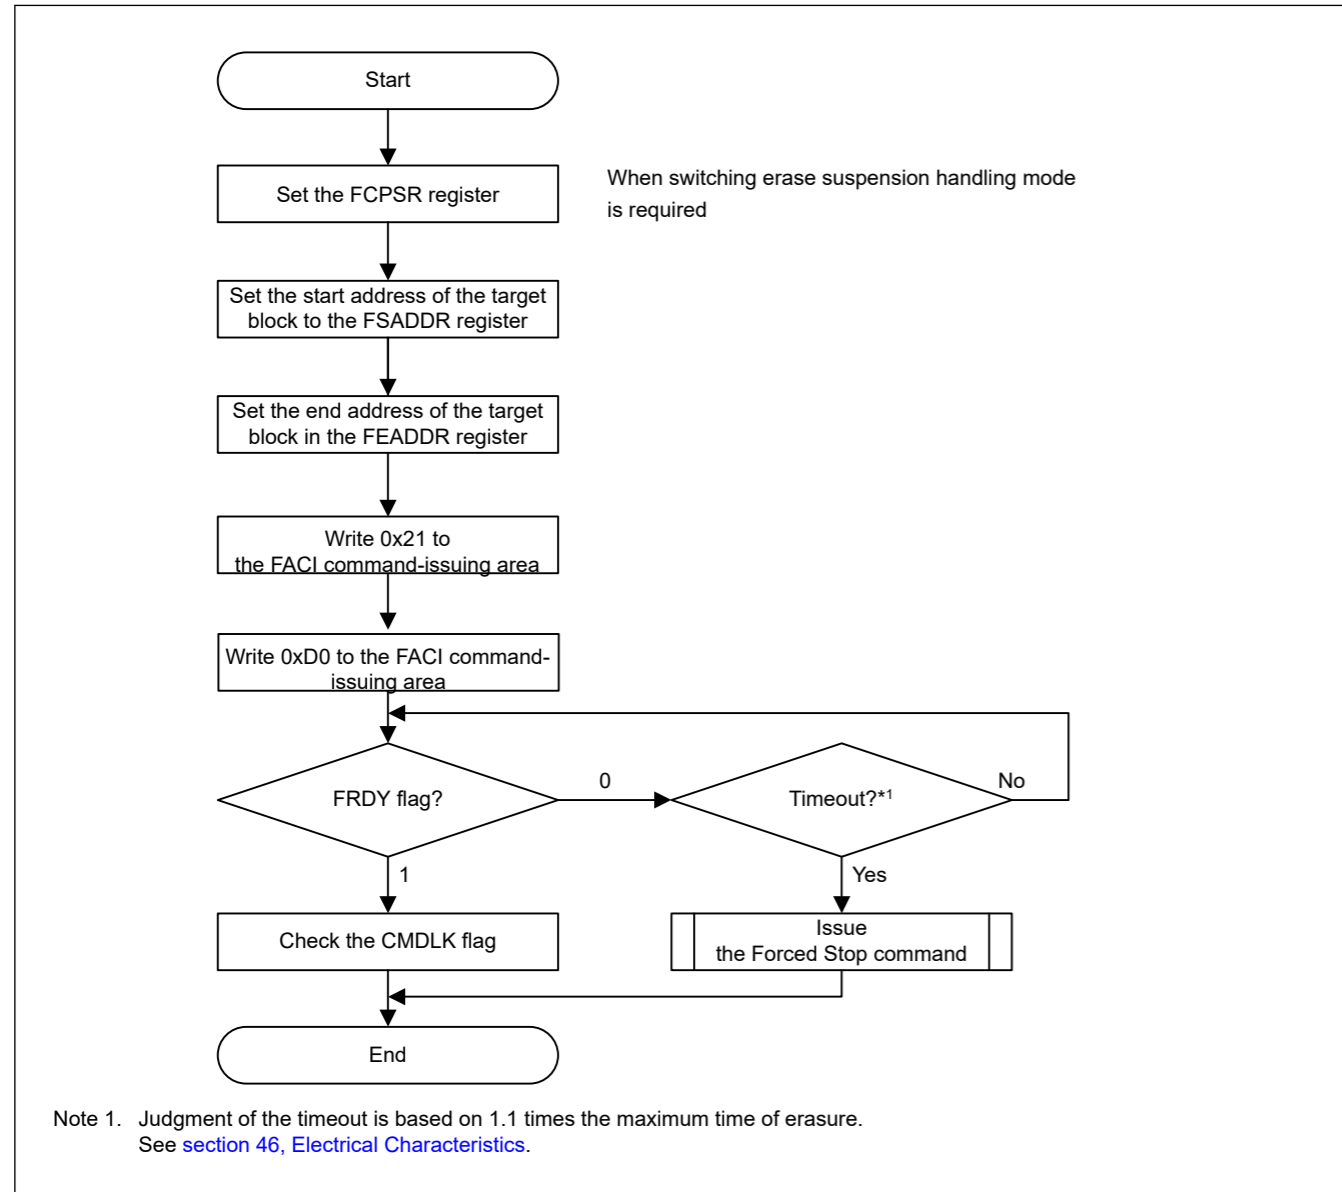 Start
Set the FCPSR register
When switching erase suspension handling mode
is required
Set the start address of the target
block to the FSADDR register
Set the end address of the target
block in the FEADDR register
Write 0x21 to
the FACI command-issuing area
Write 0xD0 to the FACI command-
issuing area
FRDY flag?
0
Timeout?*1
No
1
Yes
Check the CMDLK flag
Issue
the Forced Stop command
End
Note 1. Judgment of the timeout is based on 1.1 times the maximum time of erasure.
See section 46, Electrical Characteristics.